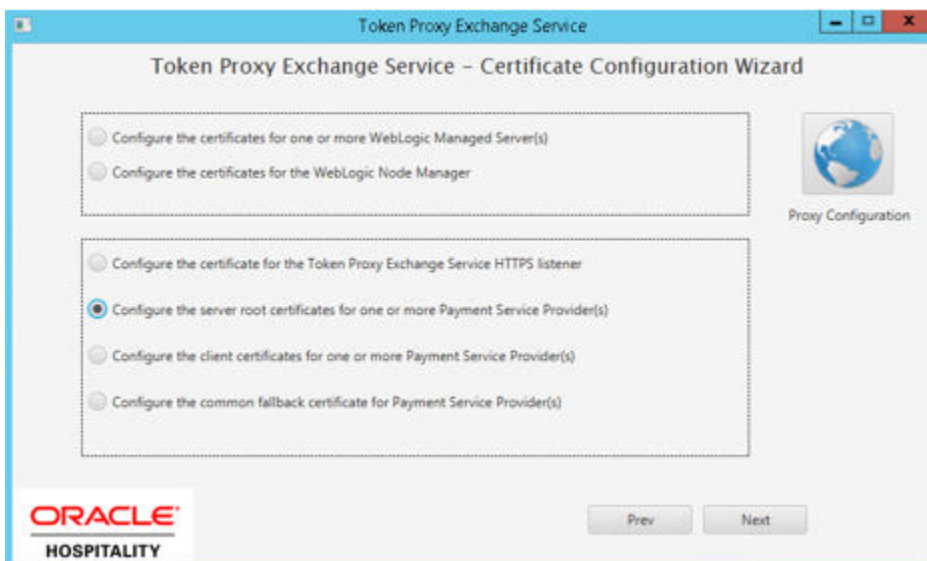 Token Proxy Exchange Service
Token Proxy Exchange Service – Certificate Configuration Wizard
Configure the certificates for one or more WebLogic Managed Server(s)
Configure the certificates for the WebLogic Node Manager
Proxy Configuration
Configure the certificate for the Token Proxy Exchange Service HTTPS listener
Configure the server root certificates for one or more Payment Service Provider(s)
Configure the client certificates for one or more Payment Service Provider(s)
Configure the common fallback certificate for Payment Service Provider(s)
ORACLE
HOSPITALITY
Prev
Next